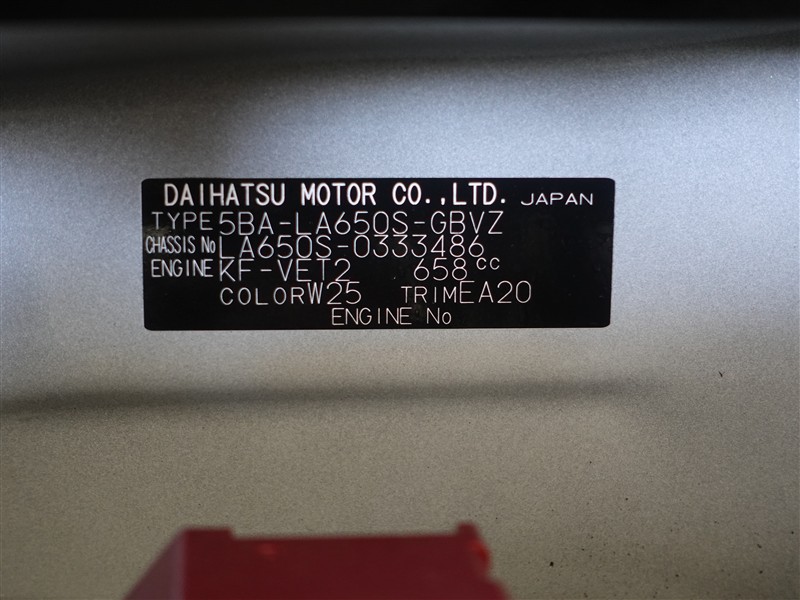 DAIHATSU MOTOR CO.,LTD. JAPAN
TYPE 5BA-LA650S-GBVZ
CHASSIS No LA650S-0333486
ENGINE KF-VET2 658cc
COLOR W25 TRIM EA20
ENGINE No